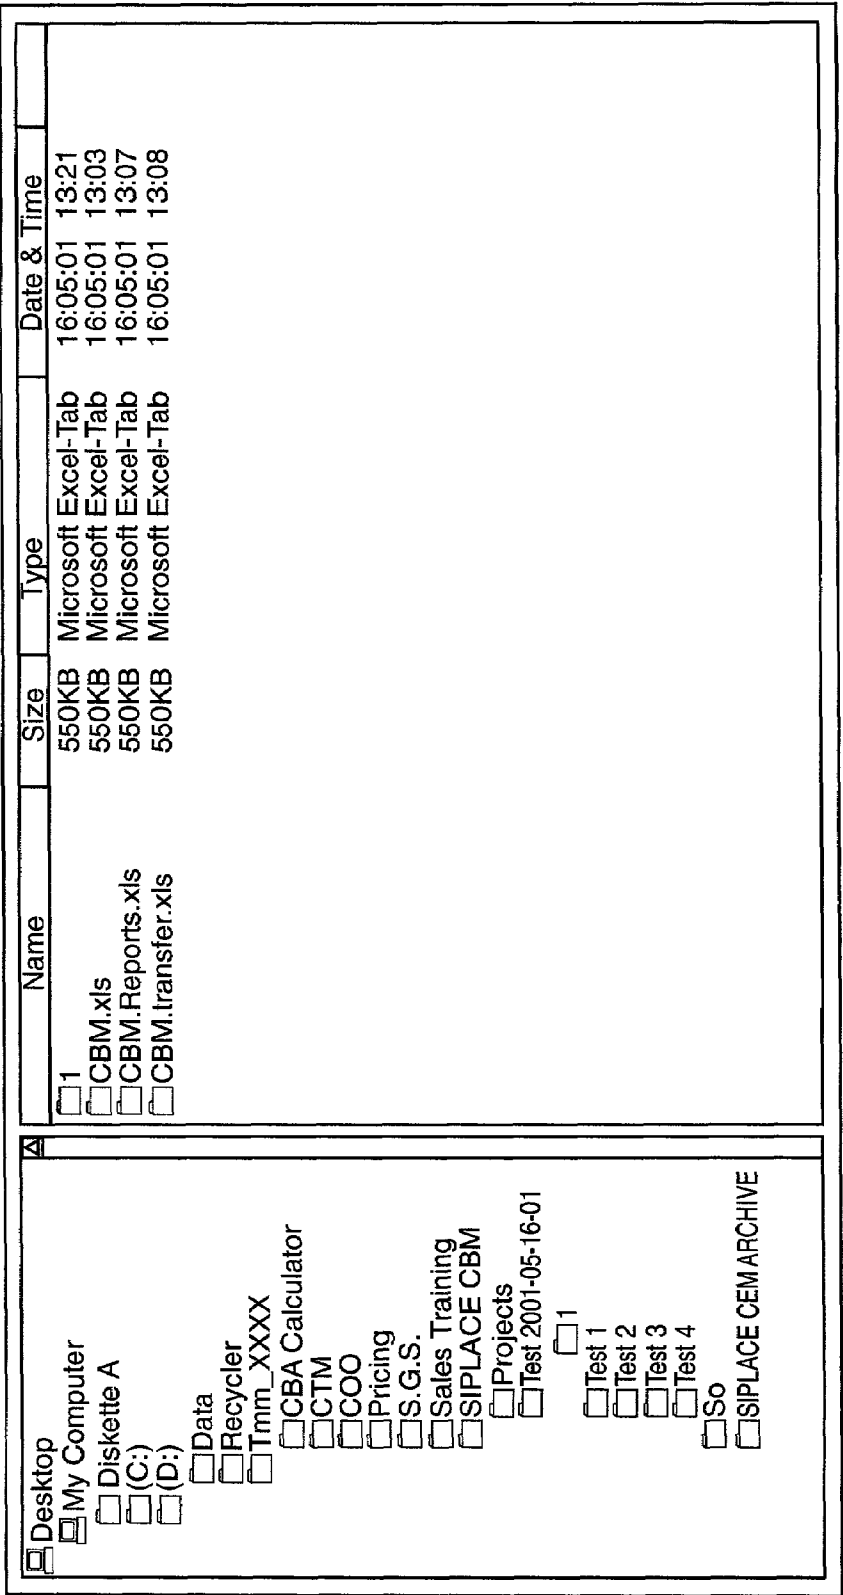 Desktop
My Computer
Diskette A
(C:)
(D:)
Data
Recycler
Tmm_XXXX
CBA Calculator
CTM
COO
Pricing
S.G.S.
Sales Training
SIPLACE CBM
Projects
Test 2001-05-16-01
1
Test 1
Test 2
Test 3
Test 4
So
SIPLACE CEM ARCHIVE
Name Size Type Date & Time
1 550KB Microsoft Excel-Tab 16:05:01 13:21
CBM.xls 550KB Microsoft Excel-Tab 16:05:01 13:03
CBM.Reports.xls 550KB Microsoft Excel-Tab 16:05:01 13:07
CBM.transfer.xls 550KB Microsoft Excel-Tab 16:05:01 13:08